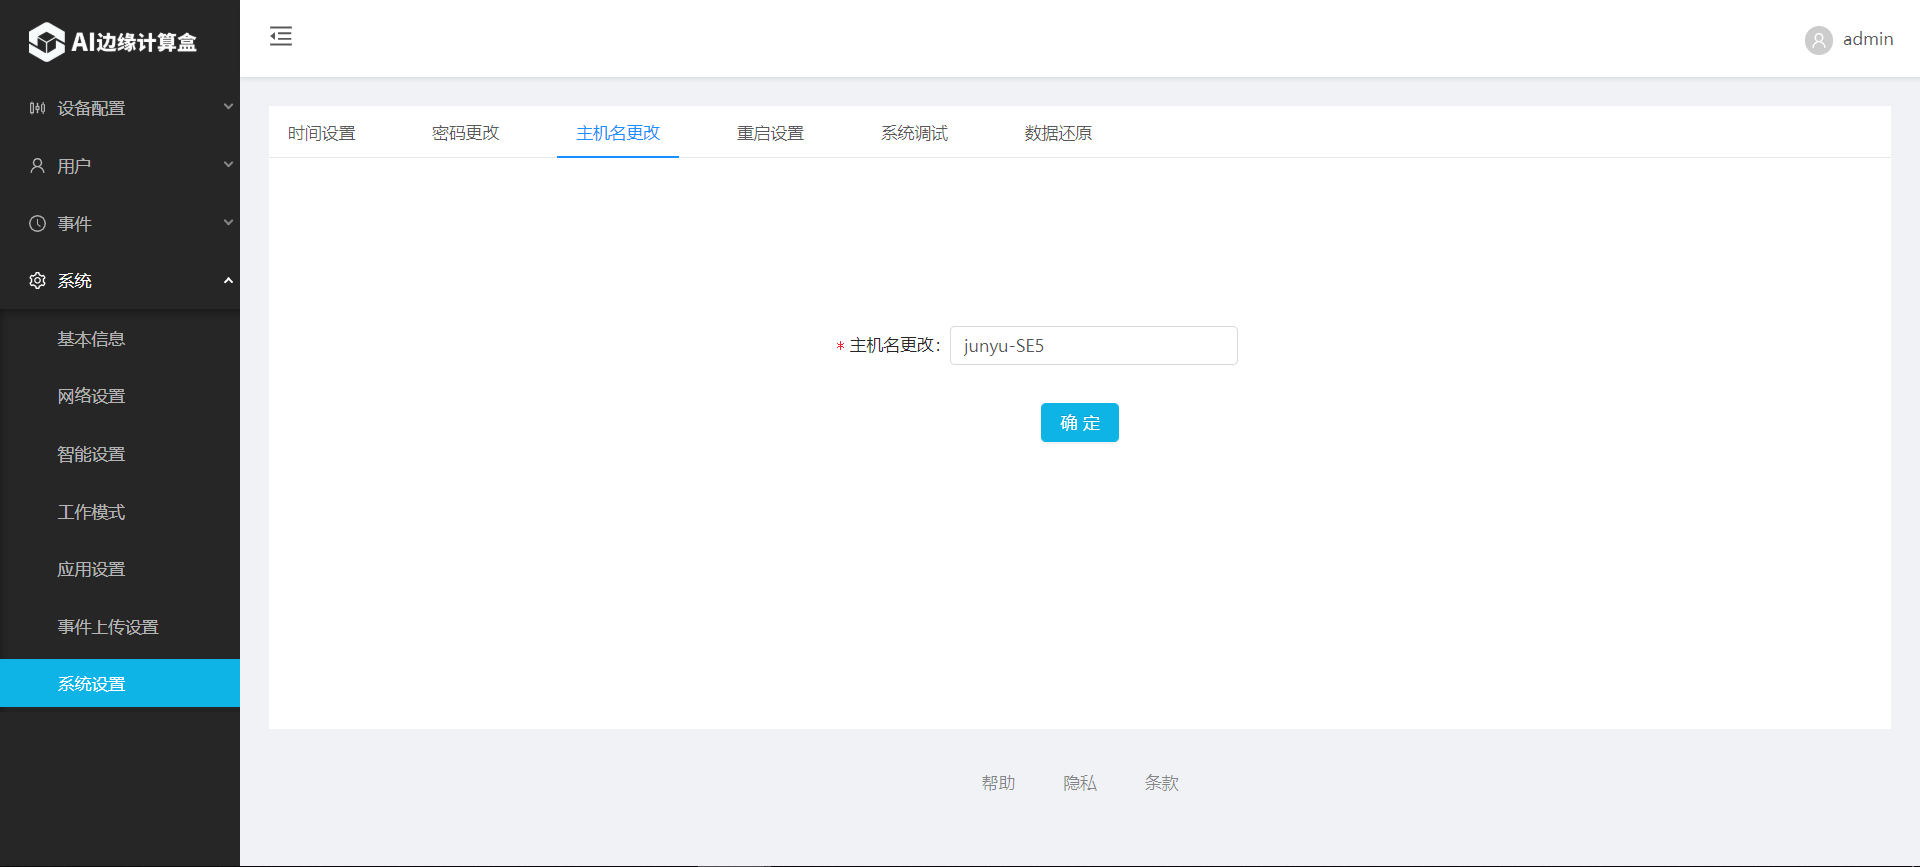 AI边缘计算盒
admin
设备配置
用户
事件
系统
基本信息
网络设置
智能设置
工作模式
应用设置
事件上传设置
系统设置
时间设置 密码更改 主机名更改 重启设置 系统调试 数据还原
* 主机名更改: junyu-SE5
确 定
帮助 隐私 条款